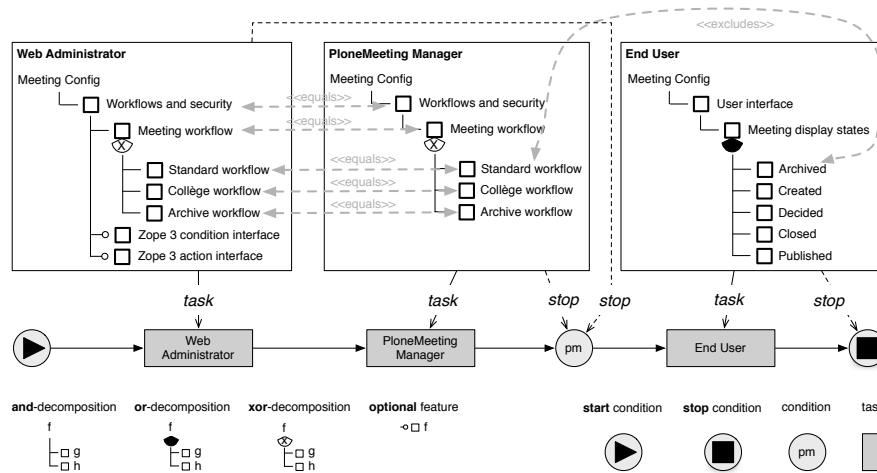 <<excludes>>
Web Administrator
PloneMeeting Manager
End User
Meeting Config
Meeting Config
Meeting Config
Workflows and security
<<equals>>
Workflows and security
User interface
Meeting workflow
<<equals>>
Meeting workflow
Meeting display states
X
X
Standard workflow
<<equals>>
Standard workflow
Archived
Collège workflow
<<equals>>
Collège workflow
Created
Archive workflow
<<equals>>
Archive workflow
Decided
Zope 3 condition interface
Closed
Zope 3 action interface
Published
task
task
stop
stop
task
stop
Web
Administrator
PloneMeeting
Manager
pm
End User
and-decomposition
or-decomposition
xor-decomposition
optional feature
start condition
stop condition
condition
f
f
f
f
X
g
g
g
h
h
h
pm